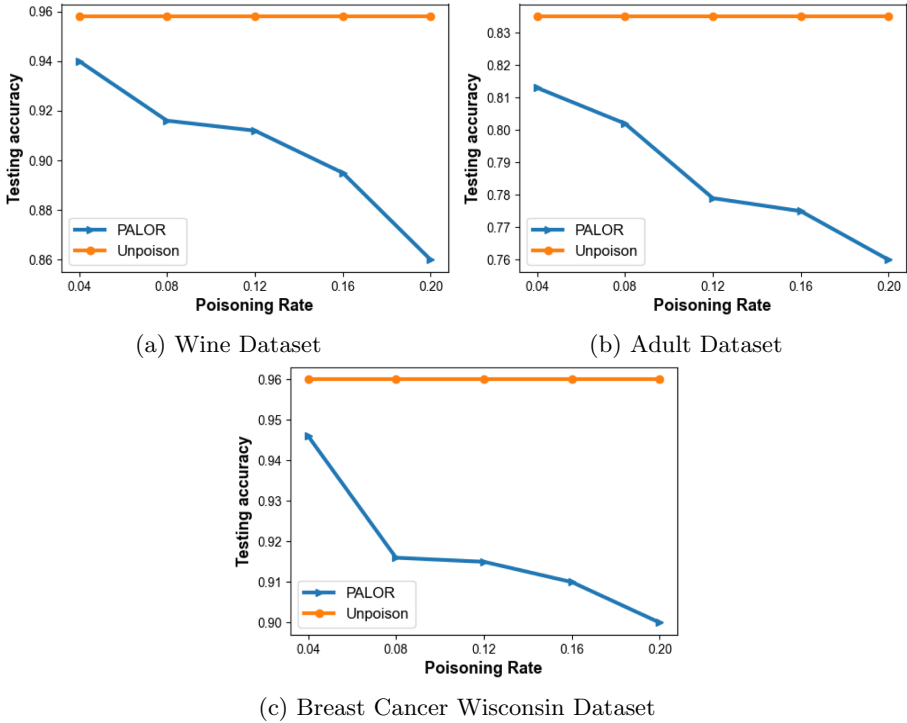 0.96
0.94
0.92
0.90
0.88
0.86
Testing accuracy
PALOR
Unpoison
0.04 0.08 0.12 0.16 0.20
Poisoning Rate
(a) Wine Dataset
0.83
0.82
0.81
0.80
0.79
0.78
0.77
0.76
Testing accuracy
PALOR
Unpoison
0.04 0.08 0.12 0.16 0.20
Poisoning Rate
(b) Adult Dataset
0.96
0.95
0.94
0.93
0.92
0.91
0.90
Testing accuracy
PALOR
Unpoison
0.04 0.08 0.12 0.16 0.20
Poisoning Rate
(c) Breast Cancer Wisconsin Dataset